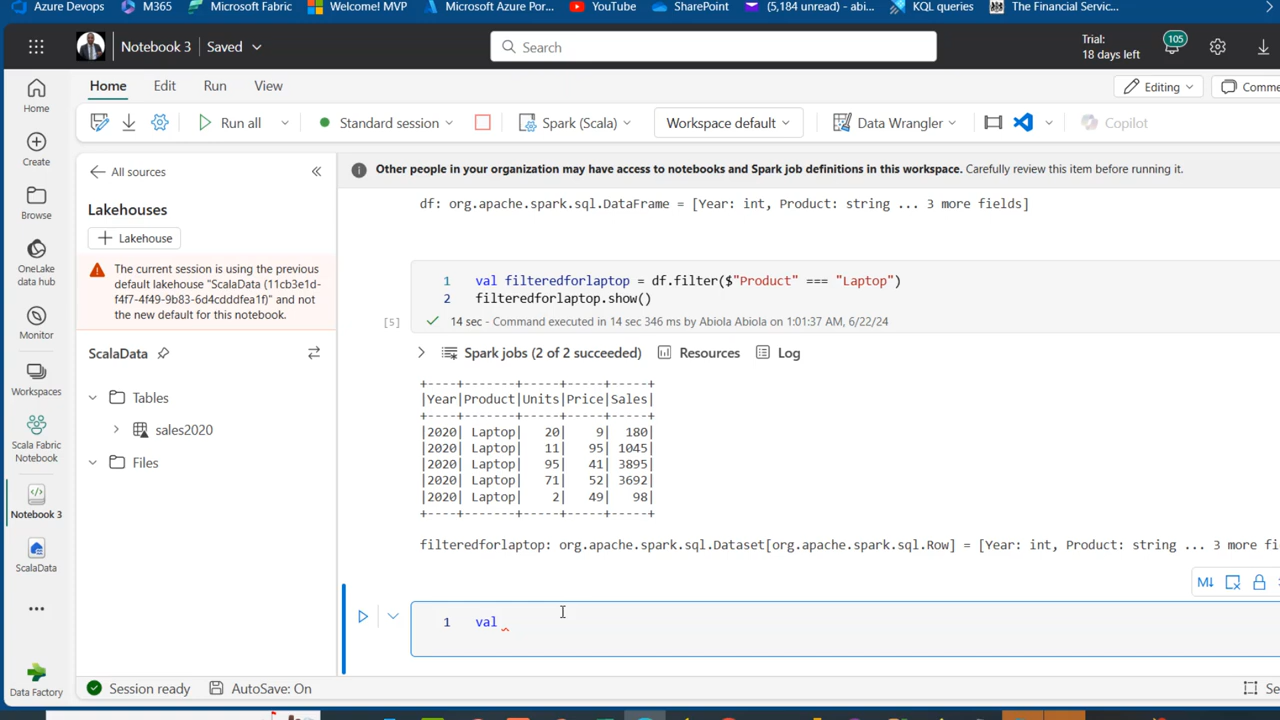 Azure Devops M365 Microsoft Fabric Welcome! MVP Microsoft Azure Por... YouTube SharePoint (5,184 unread) - abi... KQL queries The Financial Servic...
Notebook 3 Saved Search Trial: 18 days left 105
Home Edit Run View Editing Comme
Run all Standard session Spark (Scala) Workspace default Data Wrangler Copilot
Home
Create
Browse
OneLake data hub
Monitor
Workspaces
Scala Fabric Notebook
Notebook 3
ScalaData
Data Factory
All sources
Lakehouses
Lakehouse
The current session is using the previous
default lakehouse "ScalaData (11cb3e1d-
f4f7-4f49-9b83-6d4cdddfea1f)" and not
the new default for this notebook.
ScalaData
Tables
sales2020
Files
Other people in your organization may have access to notebooks and Spark job definitions in this workspace. Carefully review this item before running it.
df: org.apache.spark.sql.DataFrame = [Year: int, Product: string ... 3 more fields]
1 val filteredforlaptop = df.filter($"Product" === "Laptop")
2 filteredforlaptop.show()
[5] 14 sec - Command executed in 14 sec 346 ms by Abiola Abiola on 1:01:37 AM, 6/22/24
Spark jobs (2 of 2 succeeded) Resources Log
+----+-------+-----+-----+-----+
|Year|Product|Units|Price|Sales|
+----+-------+-----+-----+-----+
|2020| Laptop|   20|    9|  180|
|2020| Laptop|   11|   95| 1045|
|2020| Laptop|   95|   41| 3895|
|2020| Laptop|   71|   52| 3692|
|2020| Laptop|    2|   49|   98|
+----+-------+-----+-----+-----+
filteredforlaptop: org.apache.spark.sql.Dataset[org.apache.spark.sql.Row] = [Year: int, Product: string ... 3 more fi
M↓
1 val
Session ready AutoSave: On Se